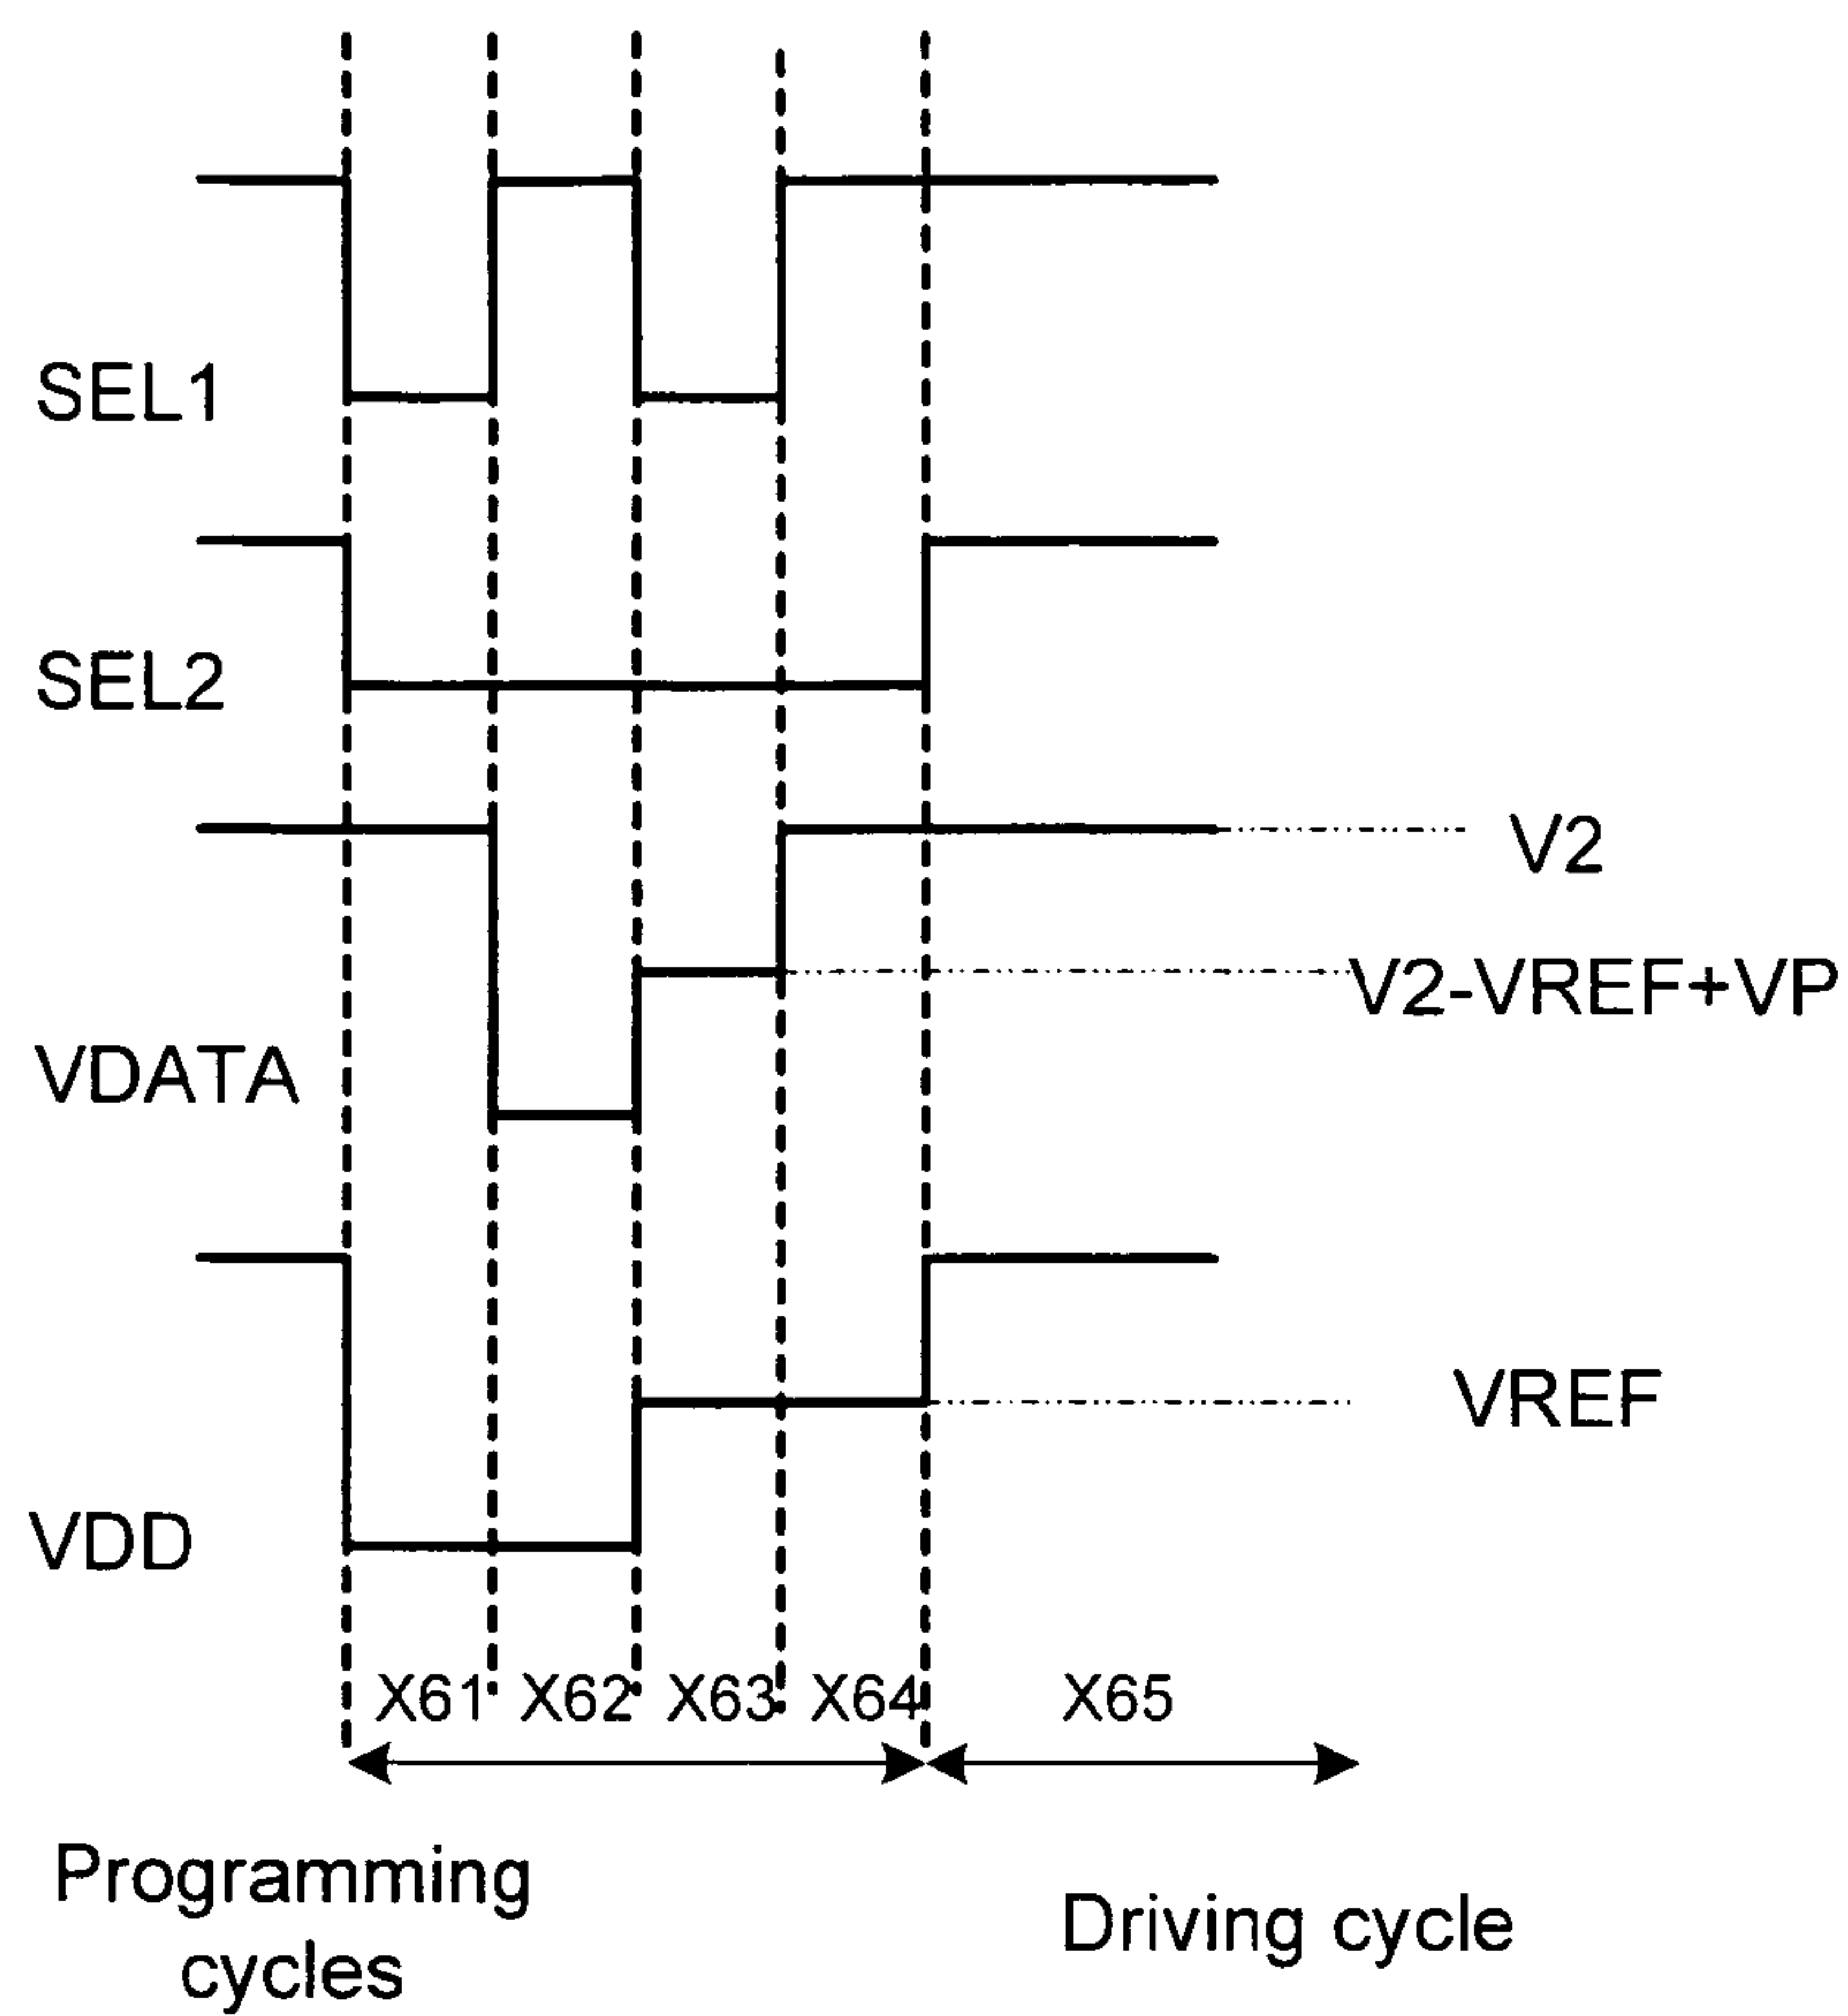 SEL1
SEL2
V2
V2-VREF+VP
VDATA
VREF
VDD
X61 X62 X63 X64 X65
Programming
cycles
Driving cycle